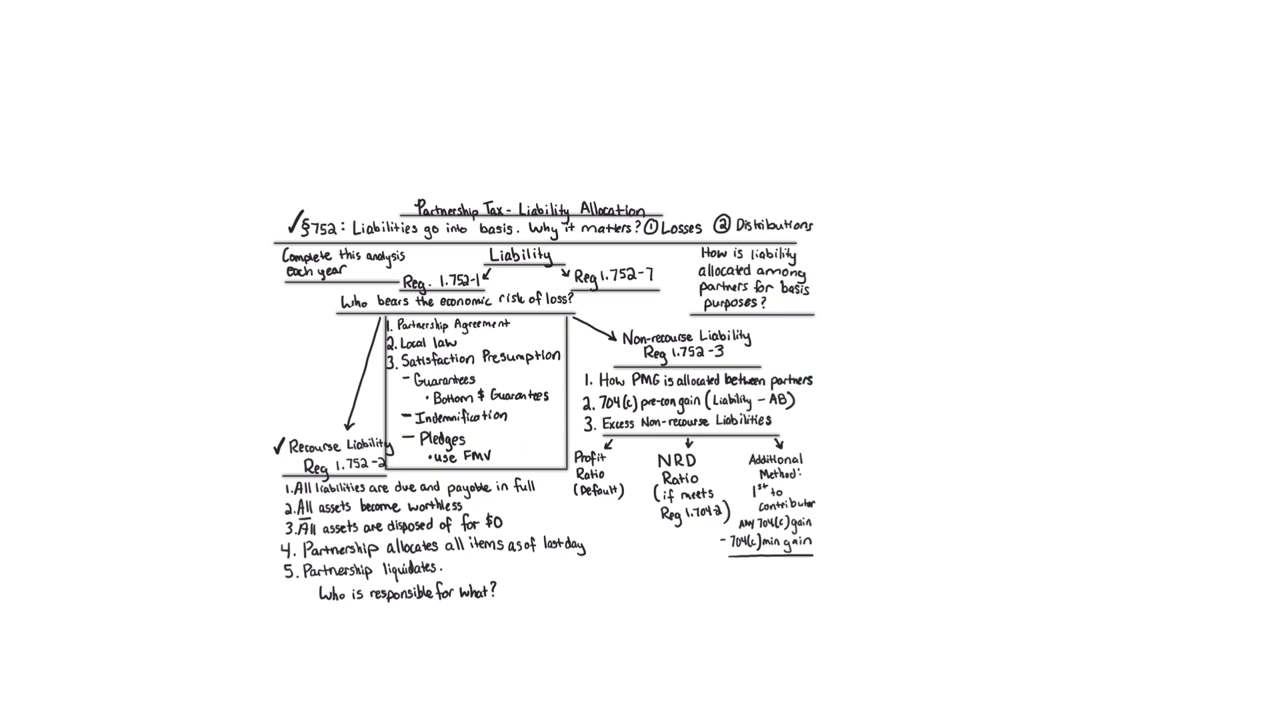 Partnership Tax - Liability Allocation
✓§752: Liabilities go into basis. Why it matters? ① Losses ② Distributions
Complete this analysis
each year
Liability
Reg. 1.752-1
Reg 1.752-7
How is liability
allocated among
partners for basis
purposes?
Who bears the economic risk of loss?
1. Partnership Agreement
2. Local law
3. Satisfaction Presumption
- Guarantees
• Bottom $ Guarantees
- Indemnification
- Pledges
• use FMV
Non-recourse Liability
Reg 1.752-3
1. How PMG is allocated between partners
2. 704(c) pre-con gain (Liability - AB)
3. Excess Non-recourse Liabilities
Profit
Ratio
(Default)
NRD
Ratio
(if meets
Reg 1.704-2)
Additional
Method:
1st to
contributor
ANY 704(c) gain
- 704(c) min gain
✓ Recourse Liability
Reg 1.752-2
1. All liabilities are due and payable in full
2. All assets become worthless
3. All assets are disposed of for $0
4. Partnership allocates all items as of last day
5. Partnership liquidates.
Who is responsible for what?